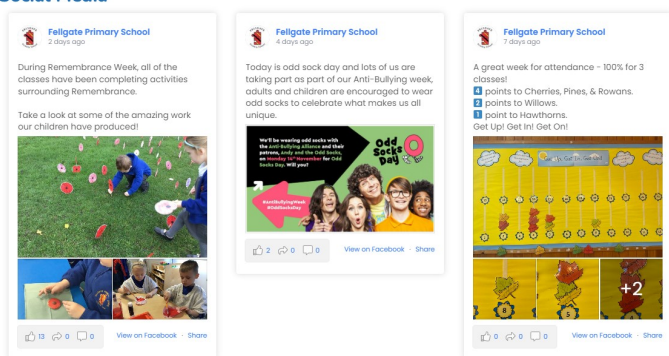 Fellgate Primary School
2 days ago
During Remembrance Week, all of the
classes have been completing activities
surrounding Remembrance.
Take a look at some of the amazing work
our children have produced!
13 0 0 View on Facebook · Share
Fellgate Primary School
4 days ago
Today is odd sock day and lots of us are
taking part as part of our Anti-Bullying week,
adults and children are encouraged to wear
odd socks to celebrate what makes us all
unique.
We'll be wearing odd socks with
the Anti-Bullying Alliance and their
patrons, Andy and the Odd Socks,
on Monday 14th November for Odd
Socks Day. Will you?
Odd
Socks
Day
#AntiBullyingWeek
#OddSocksDay
2 0 0 View on Facebook · Share
Fellgate Primary School
7 days ago
A great week for attendance - 100% for 3
classes!
4 points to Cherries, Pines, & Rowans.
2 points to Willows.
1 point to Hawthorns.
Get Up! Get In! Get On!
8
5
+2
0 0 0 View on Facebook · Share